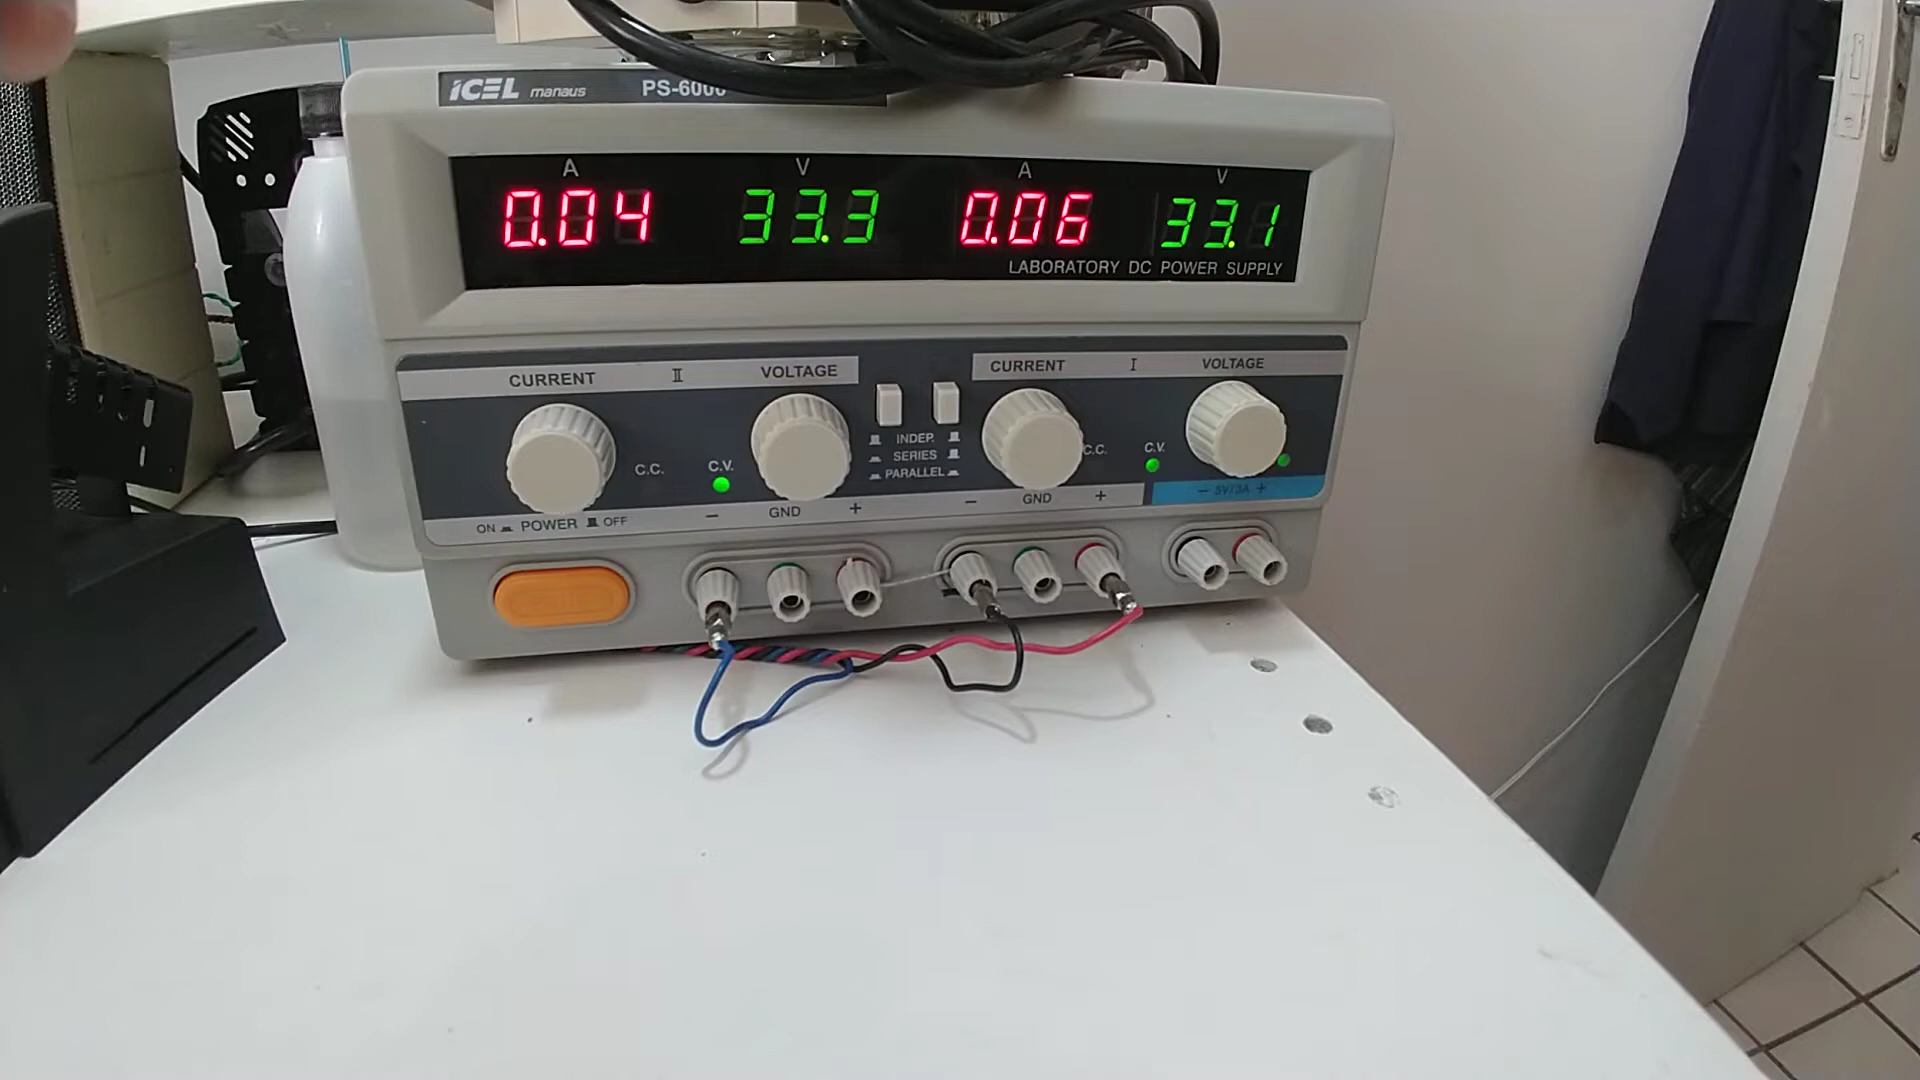 ICEL manaus PS-6000
A V A V
0.04 33.3 0.06 33.1
LABORATORY DC POWER SUPPLY
CURRENT II VOLTAGE CURRENT I VOLTAGE
INDEP.
C.C. C.V. SERIES C.C. C.V.
PARALLEL
ON POWER OFF - GND + - GND + - 5V/3A +